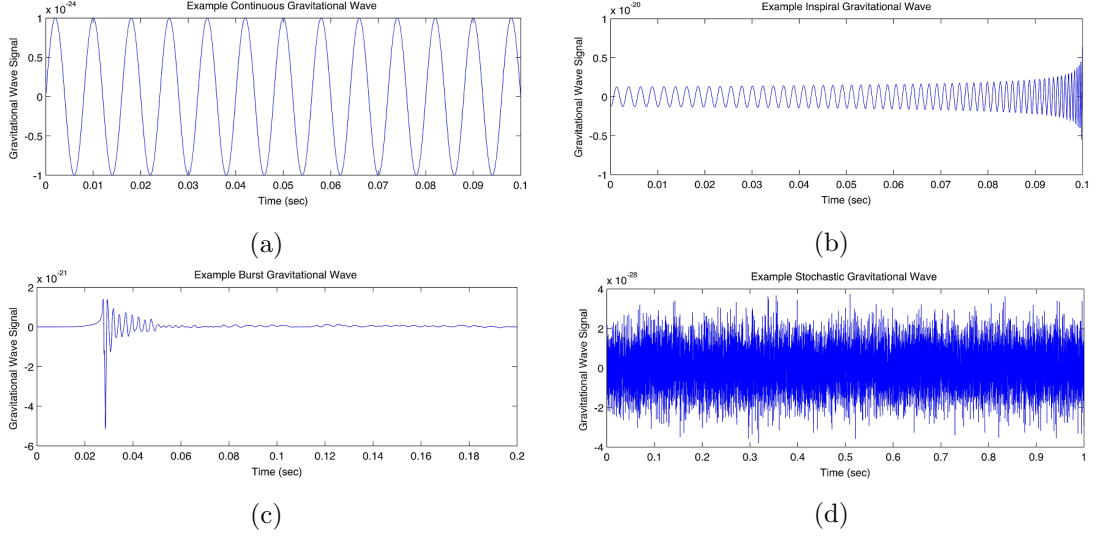 Example Continuous Gravitational Wave
x 10^-24
Gravitational Wave Signal
1
0.5
0
-0.5
-1
0 0.01 0.02 0.03 0.04 0.05 0.06 0.07 0.08 0.09 0.1
Time (sec)
(a)
Example Inspiral Gravitational Wave
x 10^-20
Gravitational Wave Signal
1
0.5
0
-0.5
-1
0 0.01 0.02 0.03 0.04 0.05 0.06 0.07 0.08 0.09 0.1
Time (sec)
(b)
Example Burst Gravitational Wave
x 10^-21
Gravitational Wave Signal
2
0
-2
-4
-6
0 0.02 0.04 0.06 0.08 0.1 0.12 0.14 0.16 0.18 0.2
Time (sec)
(c)
Example Stochastic Gravitational Wave
x 10^-28
Gravitational Wave Signal
4
2
0
-2
-4
0 0.1 0.2 0.3 0.4 0.5 0.6 0.7 0.8 0.9 1
Time (sec)
(d)